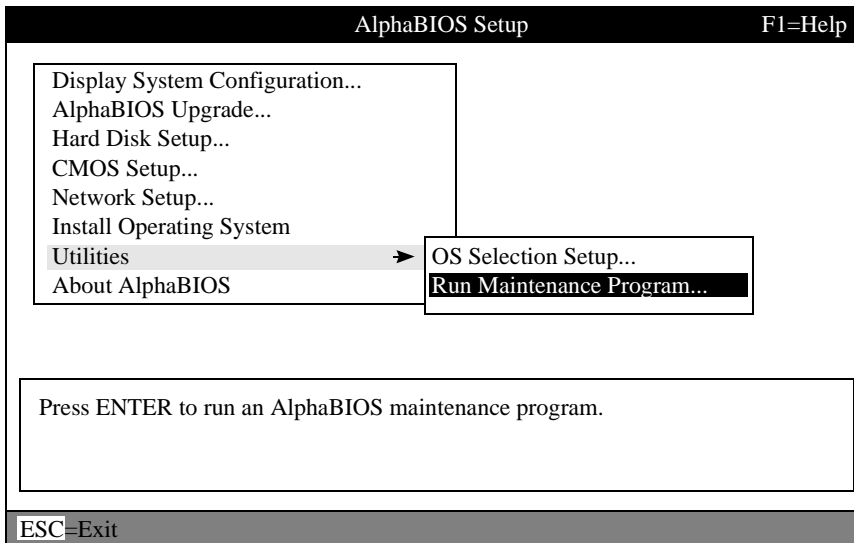 AlphaBIOS Setup F1=Help
Display System Configuration...
AlphaBIOS Upgrade...
Hard Disk Setup...
CMOS Setup...
Network Setup...
Install Operating System
Utilities
About AlphaBIOS
OS Selection Setup...
Run Maintenance Program...
Press ENTER to run an AlphaBIOS maintenance program.
ESC=Exit